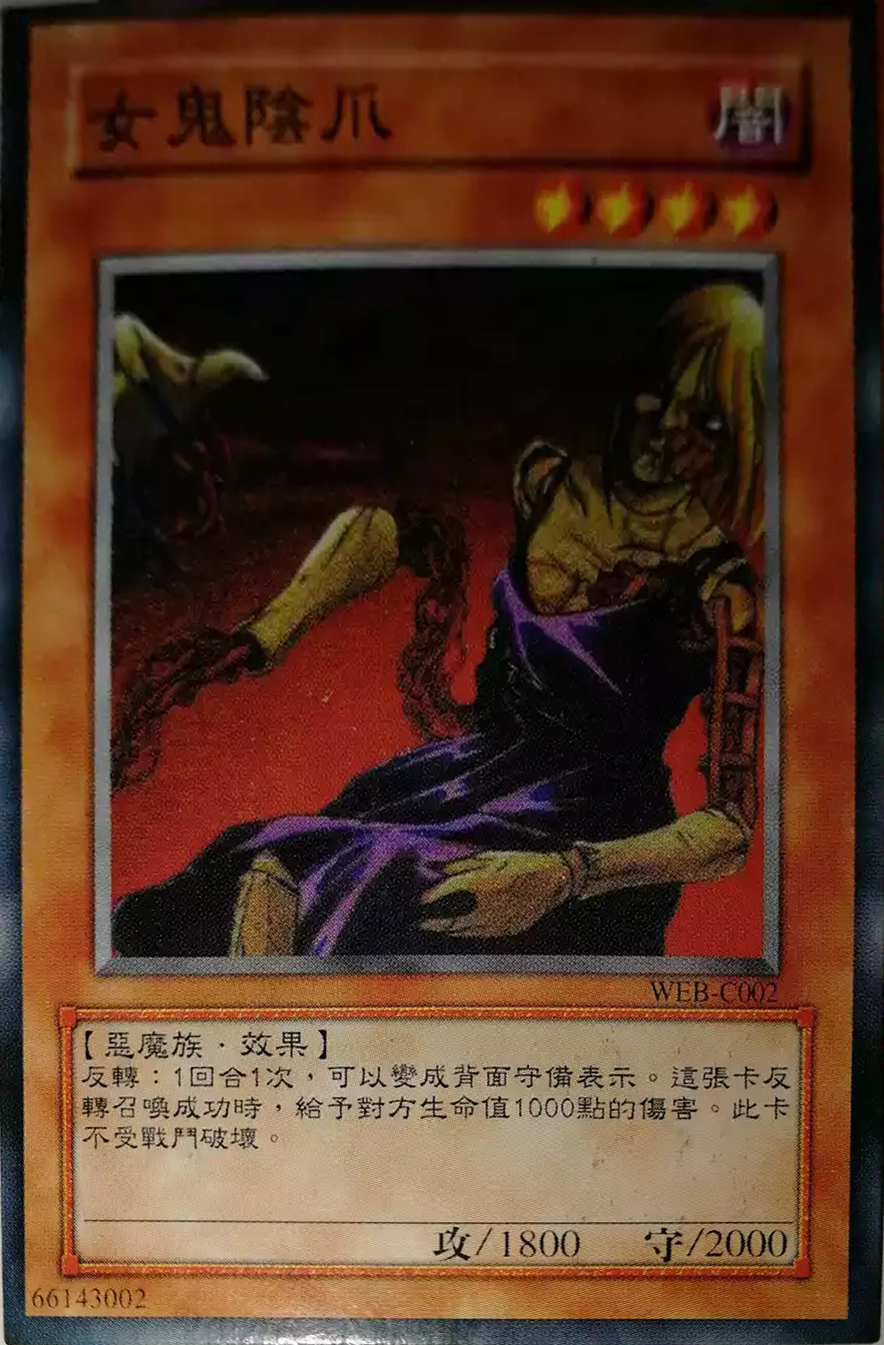 女鬼陰爪
闇
WEB-C002
【惡魔族·效果】
反轉：1回合1次，可以變成背面守備表示。這張卡反
轉召喚成功時，給予對方生命值1000點的傷害。此卡
不受戰鬥破壞。
攻/1800 守/2000
66143002